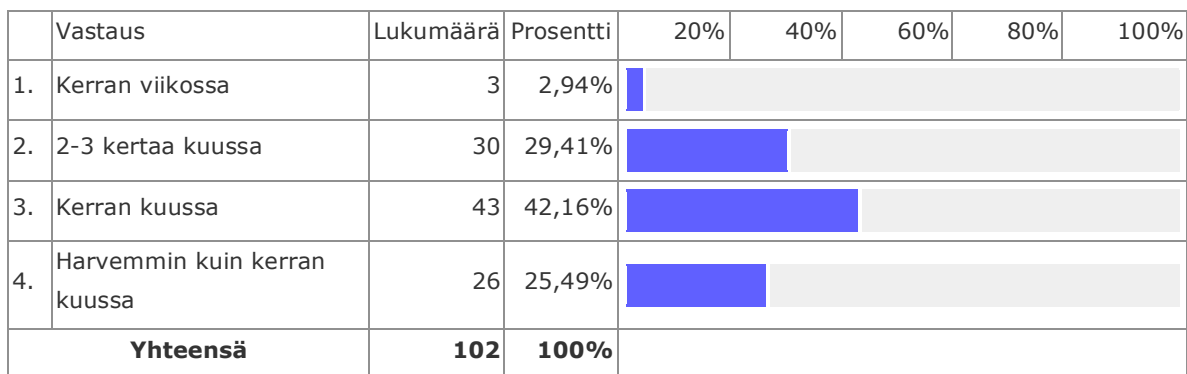 Vastaus Lukumäärä Prosentti 20% 40% 60% 80% 100%
1. Kerran viikossa 3 2,94%
2. 2-3 kertaa kuussa 30 29,41%
3. Kerran kuussa 43 42,16%
4. Harvemmin kuin kerran kuussa 26 25,49%
Yhteensä 102 100%